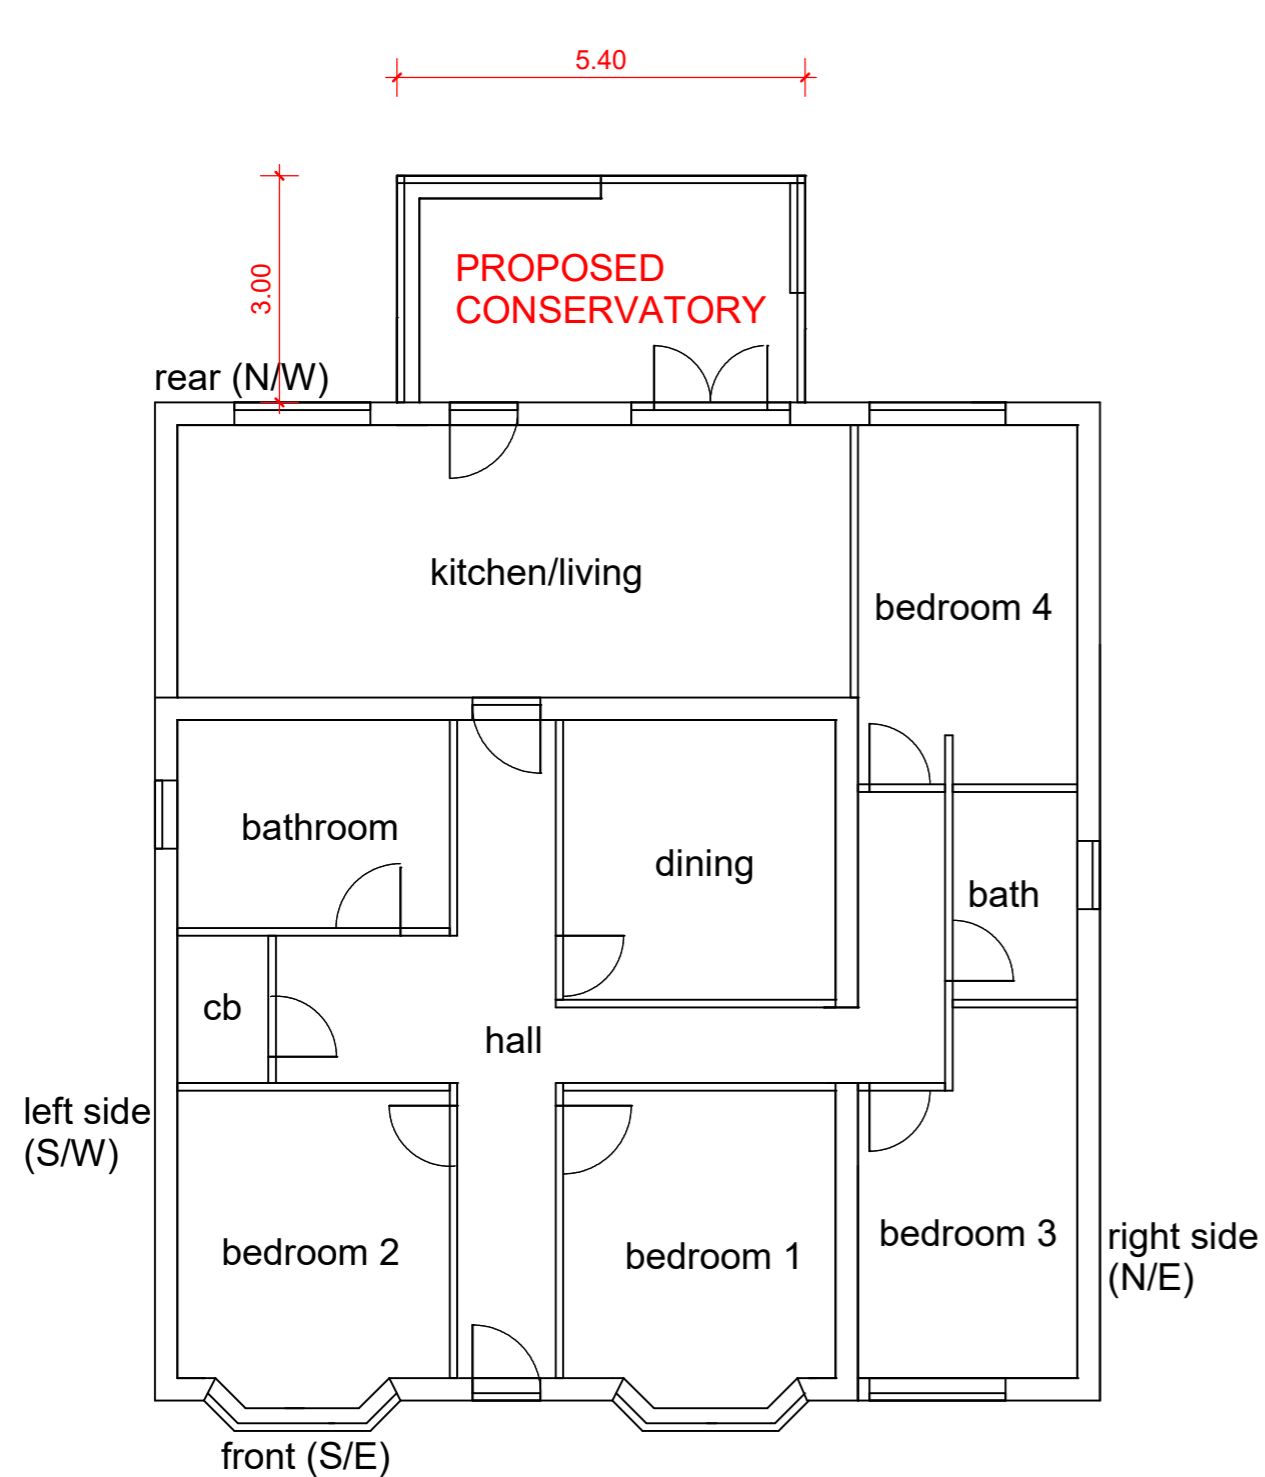 5.40
3.00
PROPOSED
CONSERVATORY
rear (N/W)
kitchen/living
bedroom 4
bathroom
dining
bath
cb
hall
left side
(S/W)
bedroom 2
bedroom 1
bedroom 3
right side
(N/E)
front (S/E)